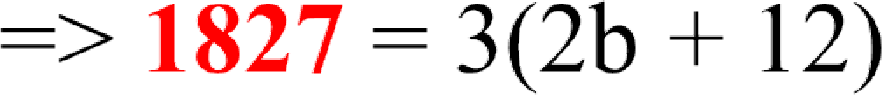 => 1827 = 3(2b + 12)